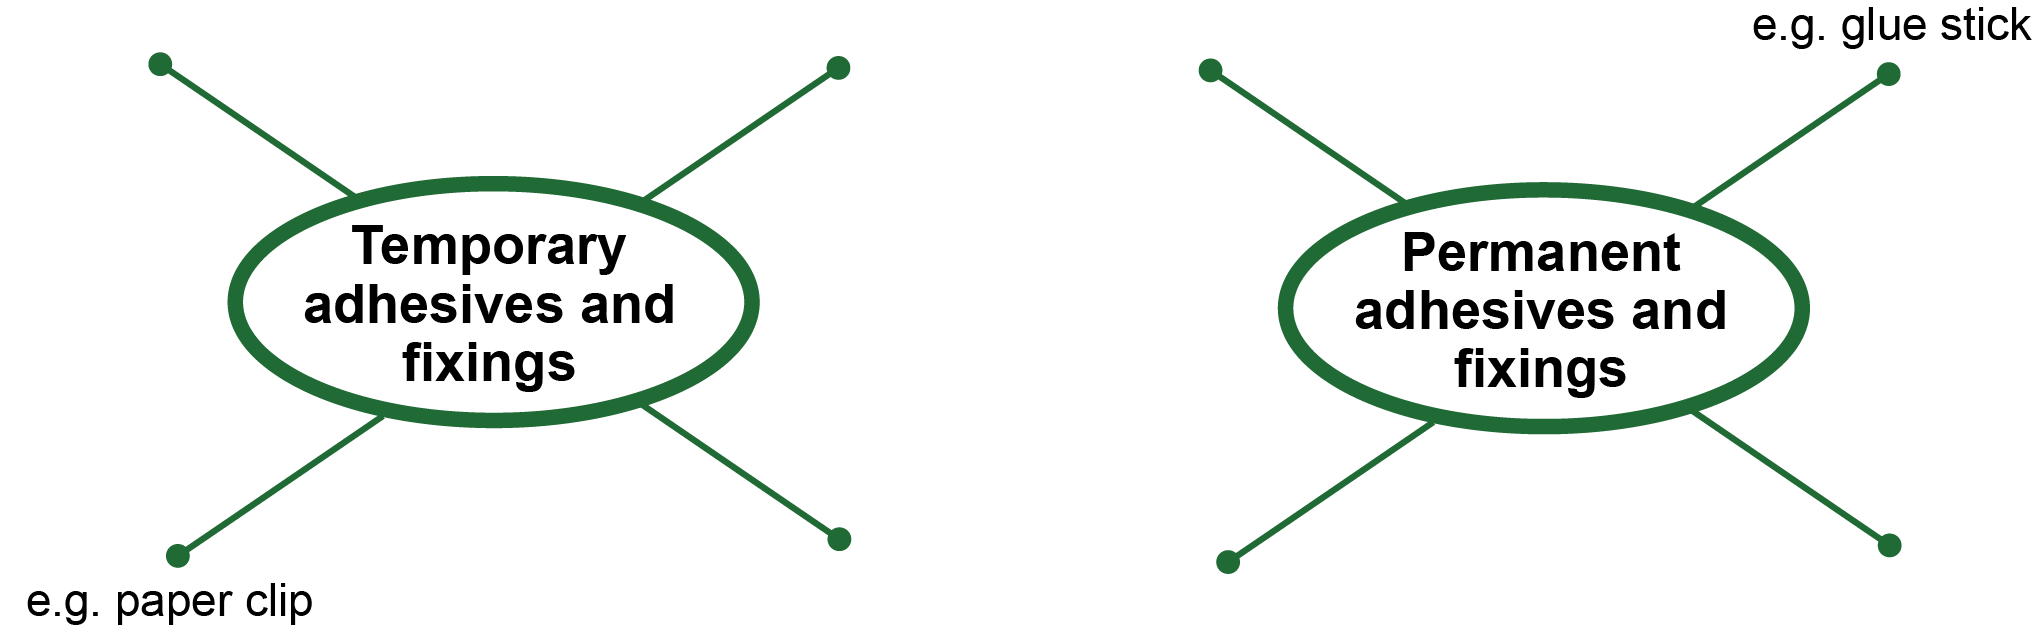 e.g. glue stick
Temporary
adhesives and
fixings
Permanent
adhesives and
fixings
e.g. paper clip